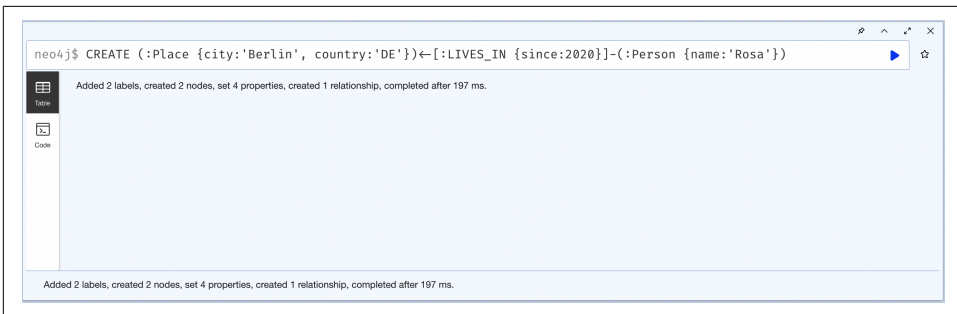 neo4j$ CREATE (:Place {city:'Berlin', country:'DE'})<-[:LIVES_IN {since:2020}]-(:Person {name:'Rosa'})
Table
Added 2 labels, created 2 nodes, set 4 properties, created 1 relationship, completed after 197 ms.
Code
Added 2 labels, created 2 nodes, set 4 properties, created 1 relationship, completed after 197 ms.